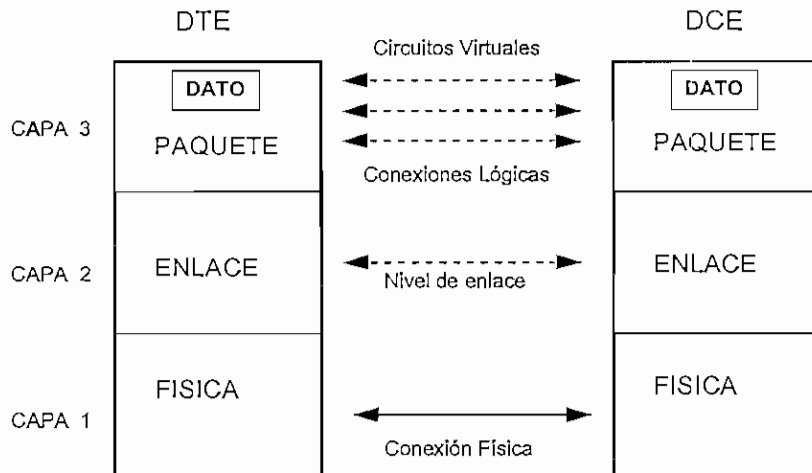 DTE
DCE
Circuitos Virtuales
DATO
DATO
CAPA 3
PAQUETE
PAQUETE
Conexiones Lógicas
CAPA 2
ENLACE
ENLACE
Nivel de enlace
FISICA
FISICA
CAPA 1
Conexión Física